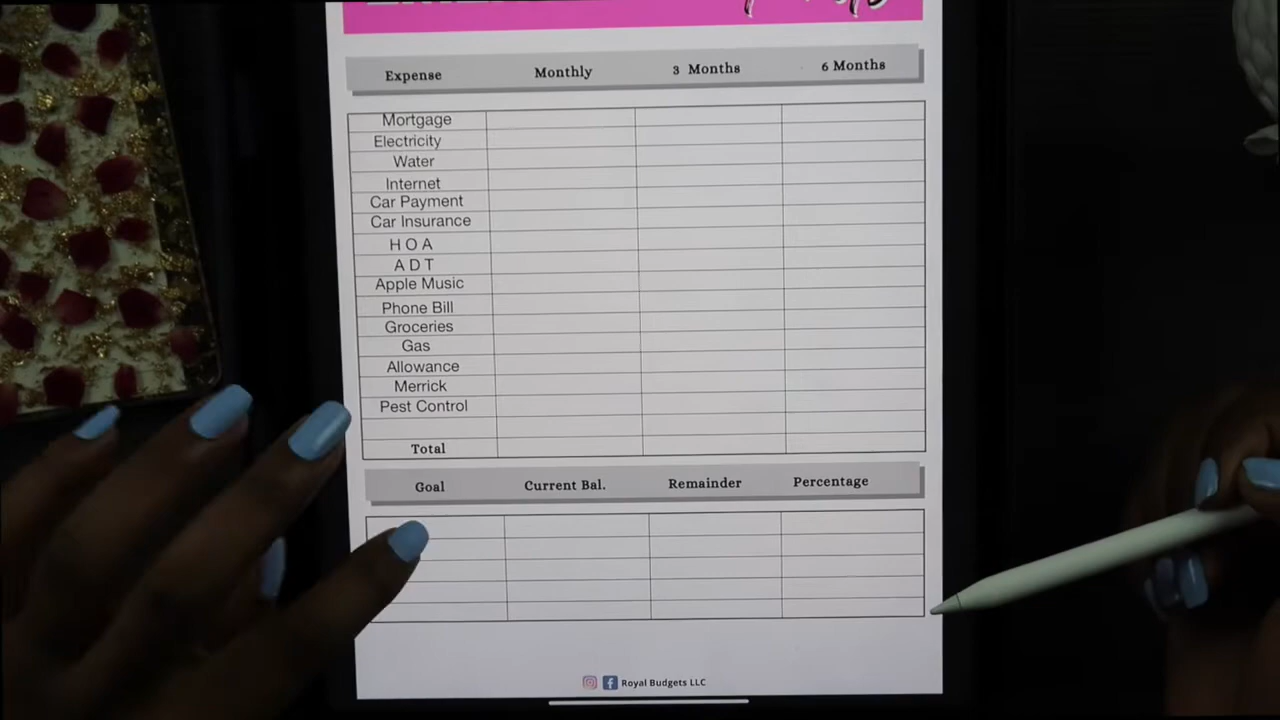 Expense Monthly 3 Months 6 Months
Mortgage
Electricity
Water
Internet
Car Payment
Car Insurance
H O A
A D T
Apple Music
Phone Bill
Groceries
Gas
Allowance
Merrick
Pest Control
Total
Goal Current Bal. Remainder Percentage
Royal Budgets LLC